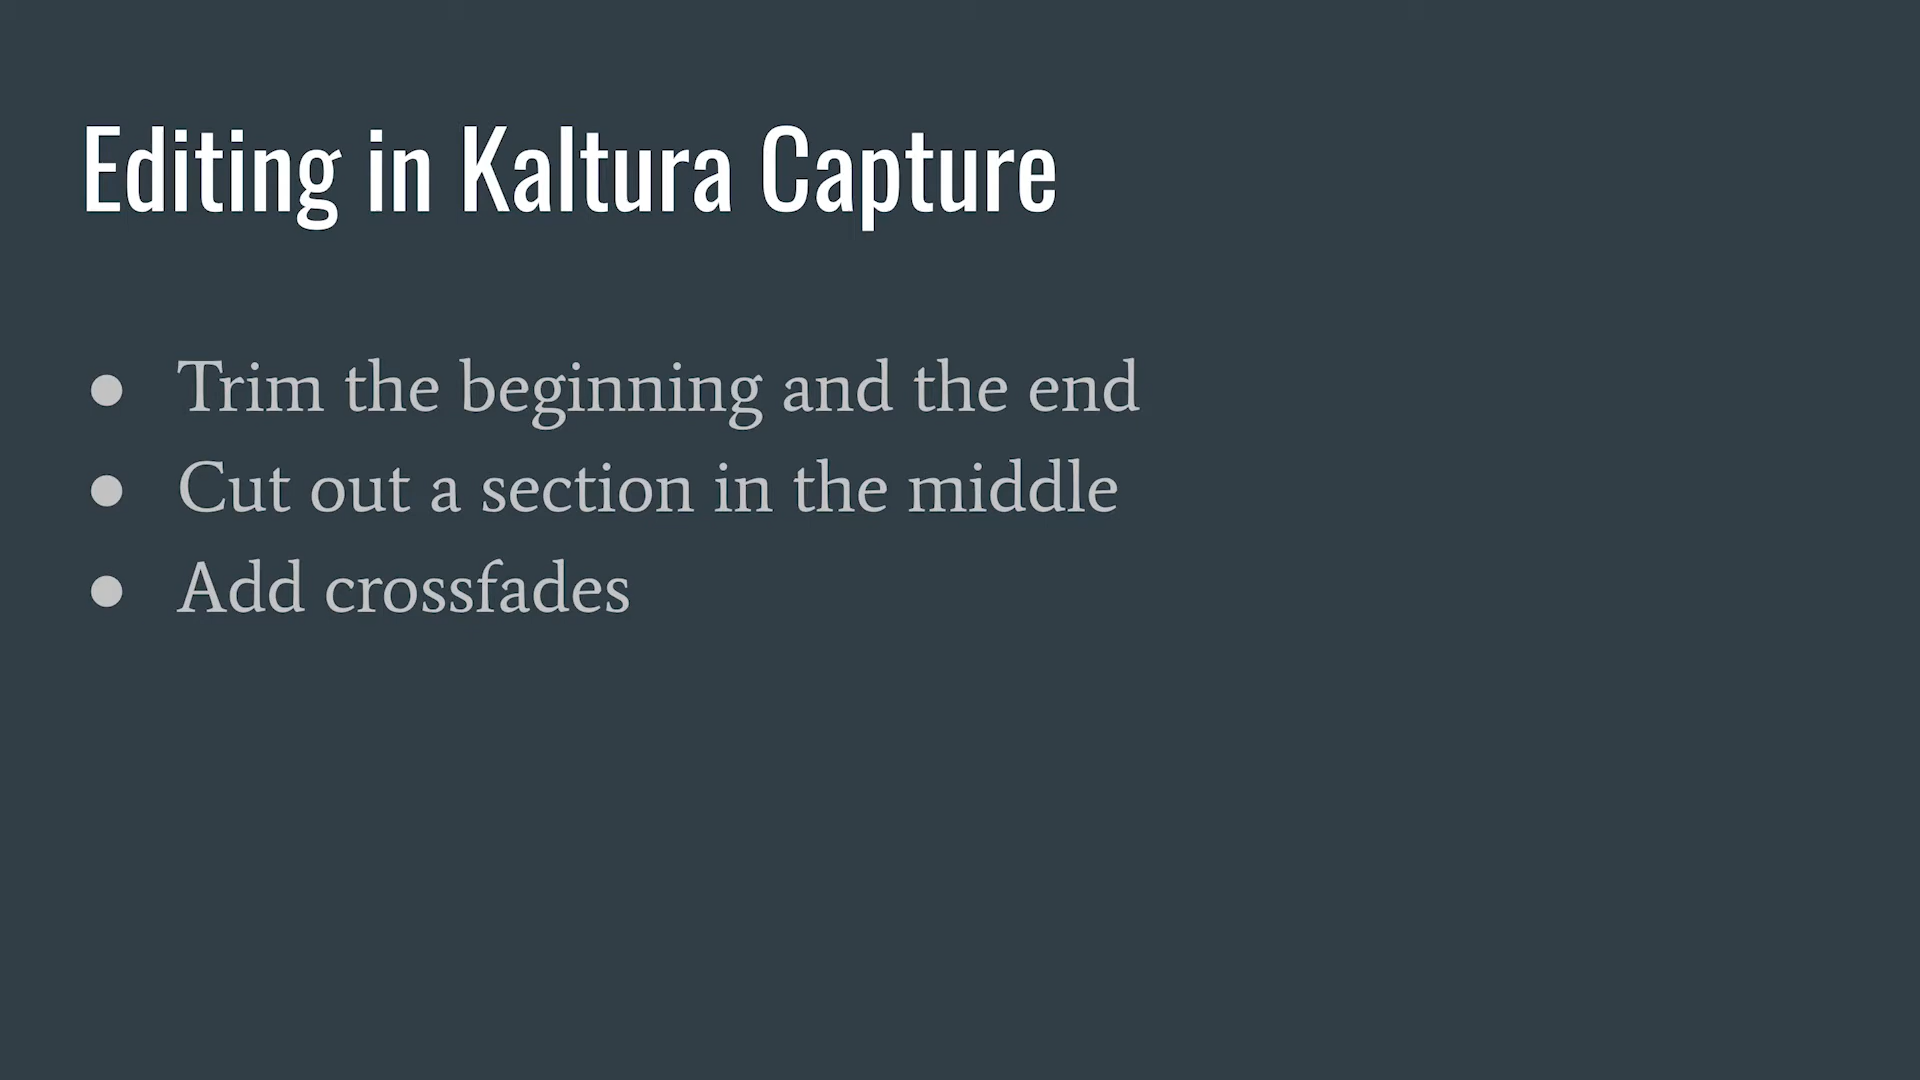 Editing in Kaltura Capture
● Trim the beginning and the end
● Cut out a section in the middle
● Add crossfades